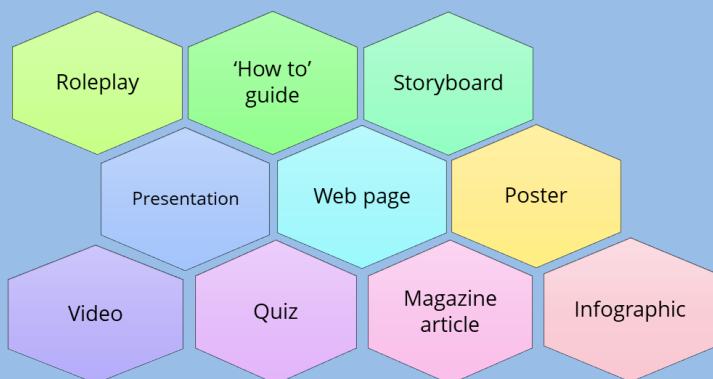 Roleplay
‘How to’
guide
Storyboard
Presentation
Web page
Poster
Video
Quiz
Magazine
article
Infographic